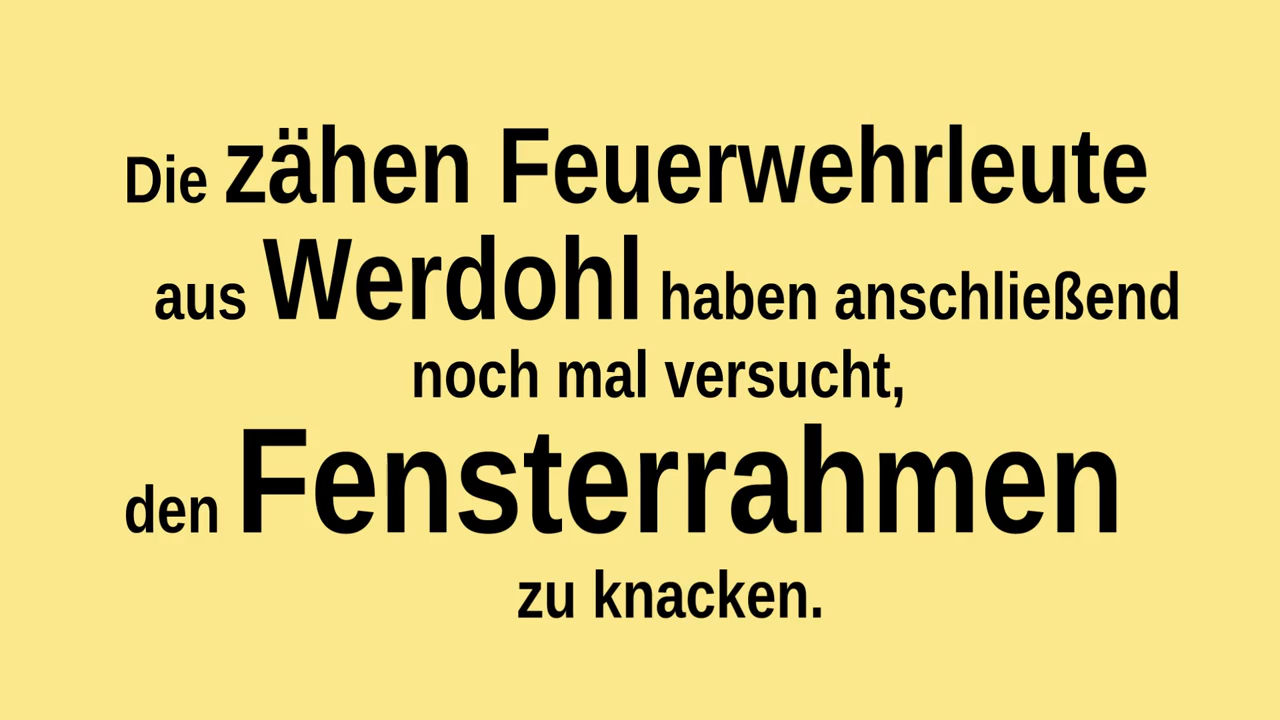 Die zähen Feuerwehrleute
aus Werdohl haben anschließend
noch mal versucht,
den Fensterrahmen
zu knacken.